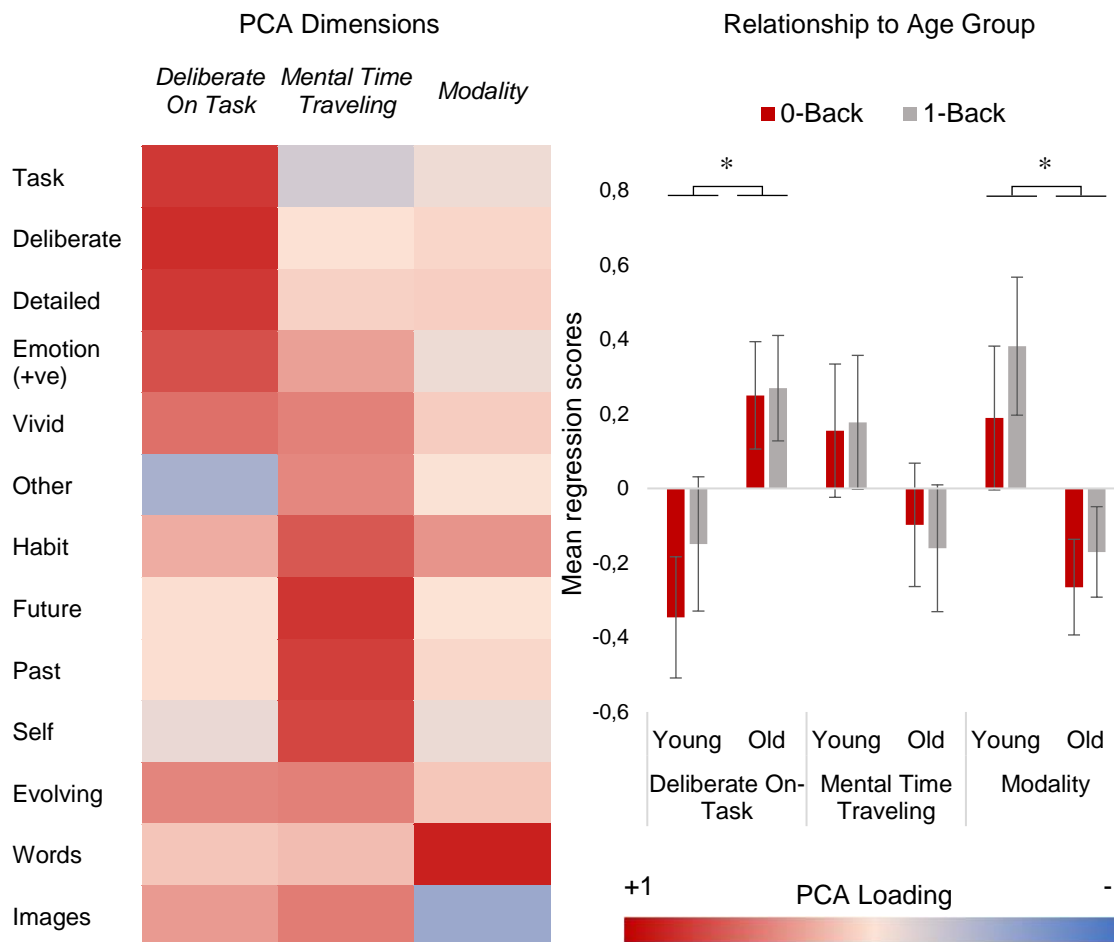 PCA Dimensions
Deliberate On Task
Mental Time Traveling
Modality
Task
Deliberate
Detailed
Emotion (+ve)
Vivid
Other
Habit
Future
Past
Self
Evolving
Words
Images
Relationship to Age Group
0-Back 1-Back
* *
Mean regression scores
0,8
0,6
0,4
0,2
0
-0,2
-0,4
-0,6
Young Old Young Old Young Old
Deliberate On-Task
Mental Time Traveling
Modality
+1 PCA Loading -